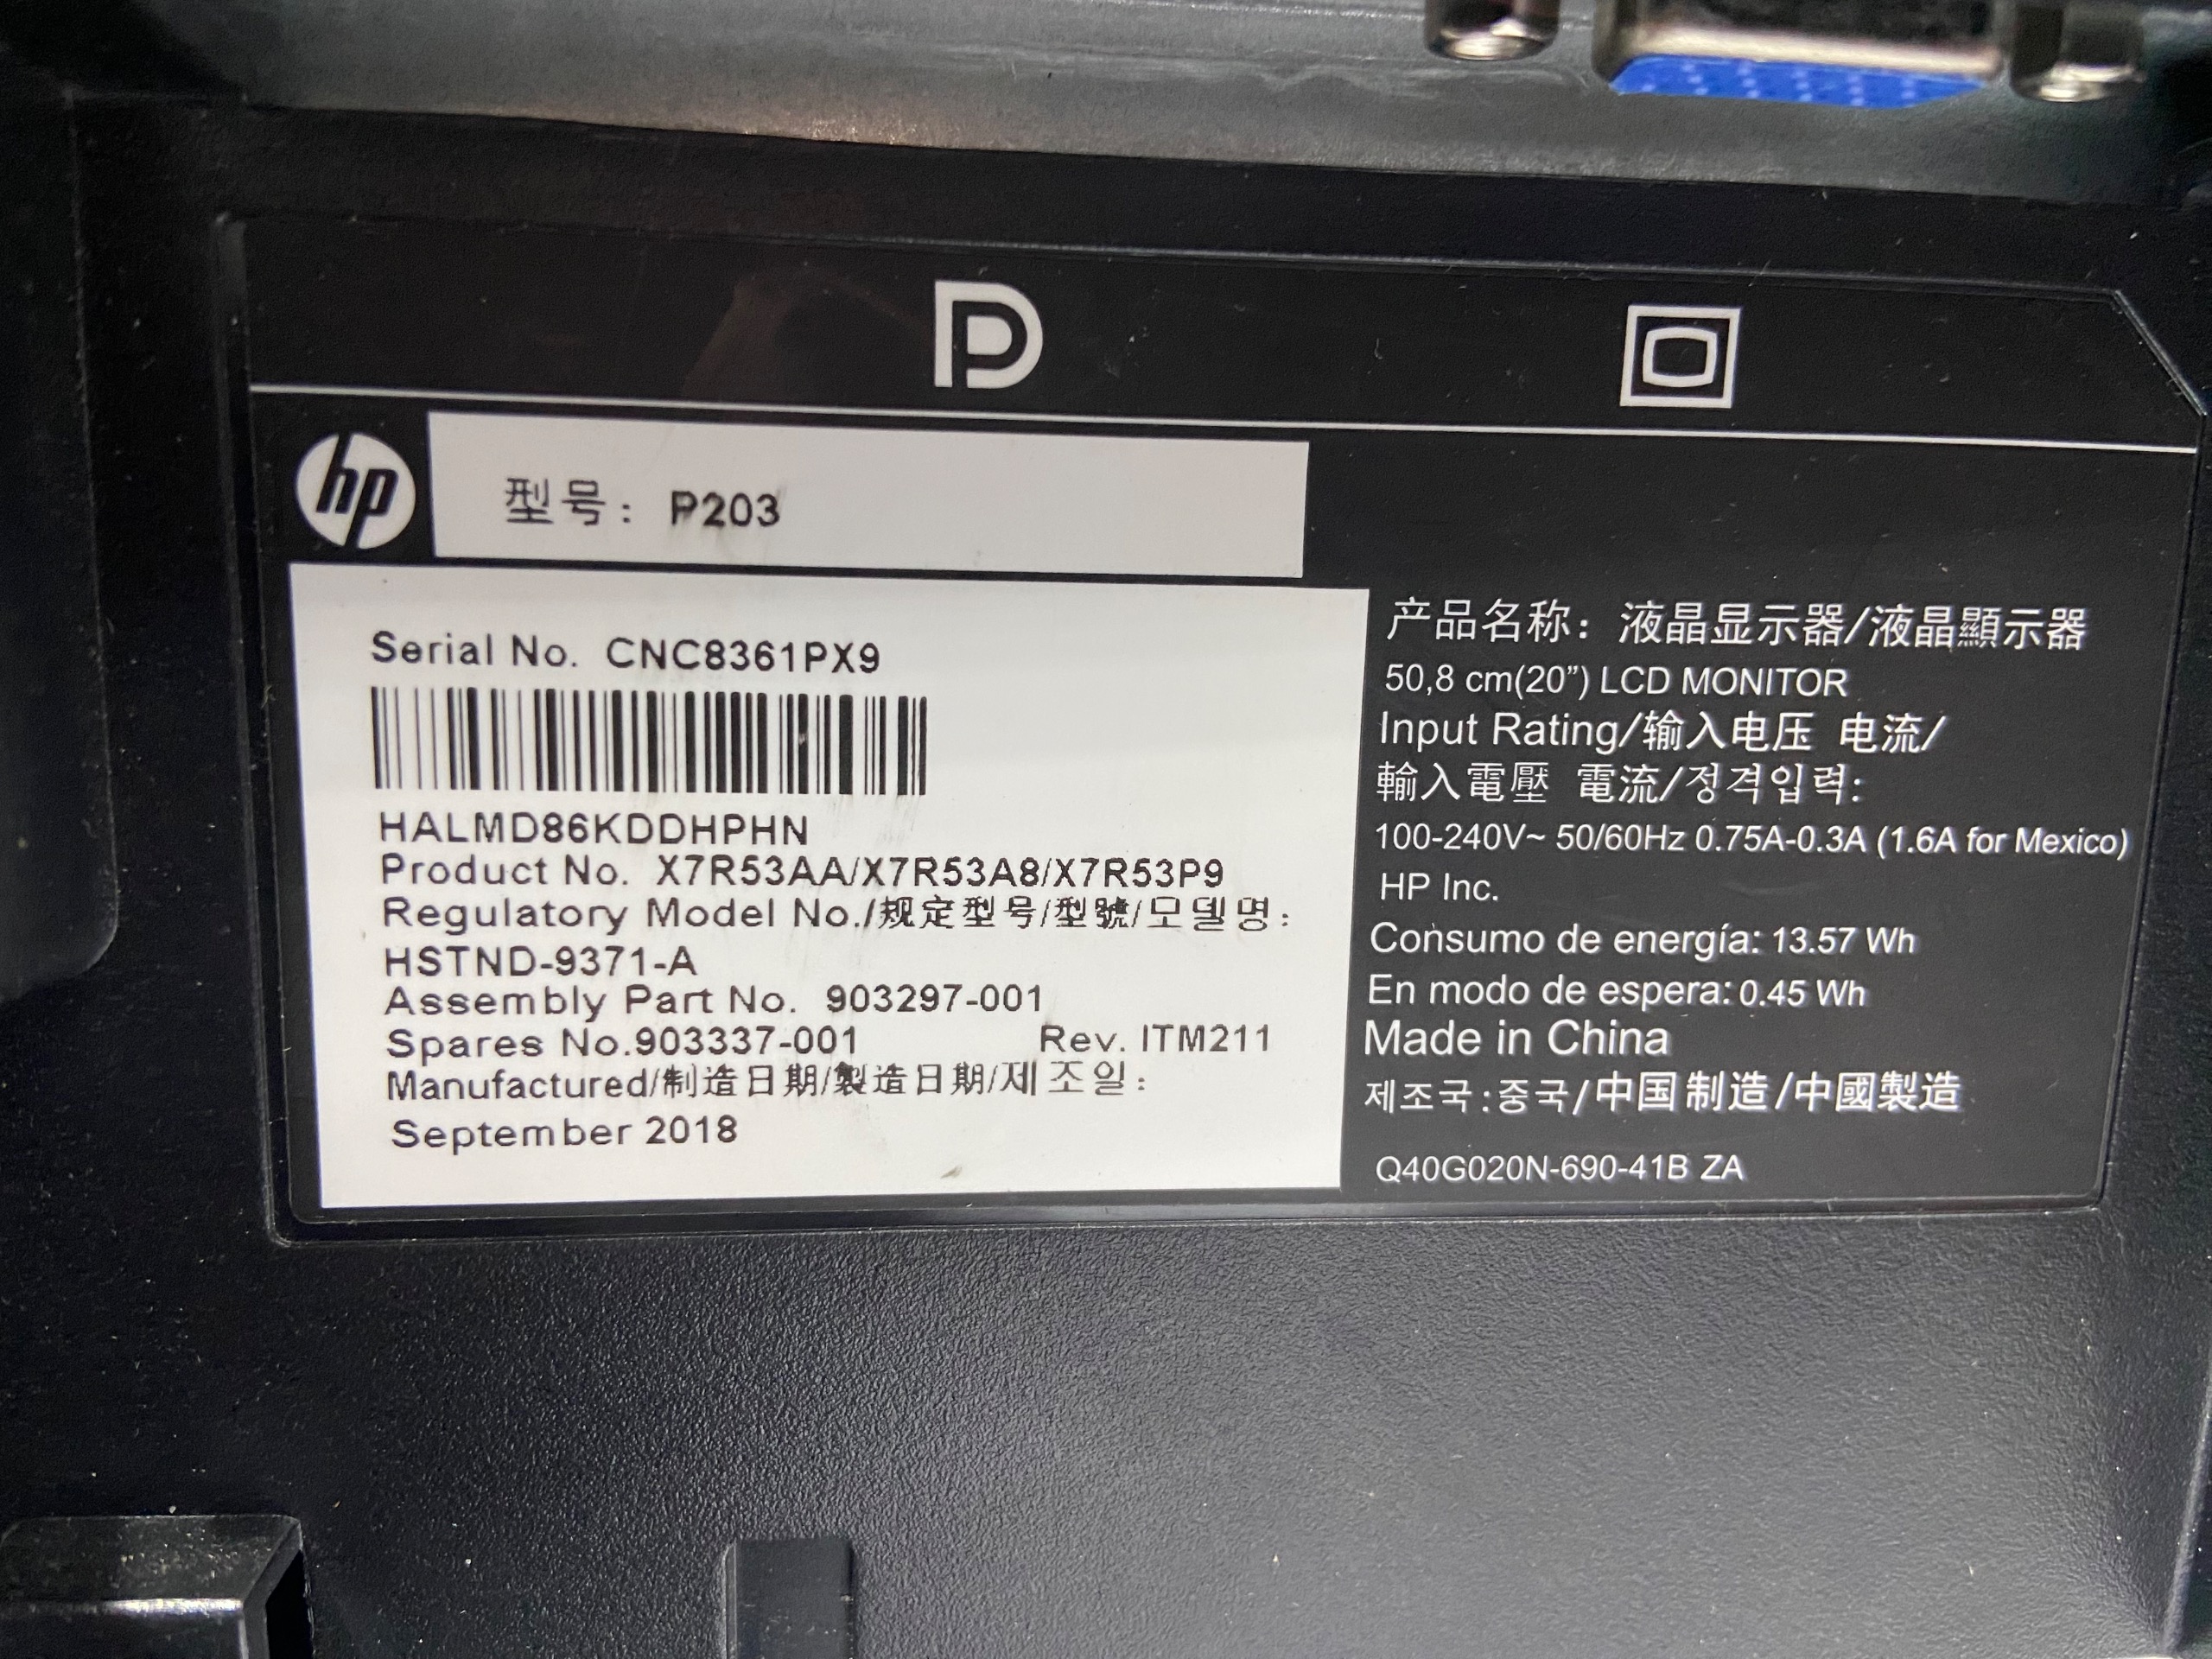 hp
型号: P203
Serial No. CNC8361PX9
HALMD86KDDHPHN
Product No. X7R53AA/X7R53A8/X7R53P9
Regulatory Model No./规定型号/型號/모델명:
HSTND-9371-A
Assembly Part No. 903297-001
Spares No.903337-001 Rev. ITM211
Manufactured/制造日期/製造日期/제조일:
September 2018
产品名称: 液晶显示器/液晶顯示器
50,8 cm(20”) LCD MONITOR
Input Rating/输入电压 电流/
輸入電壓 電流/정격입력:
100-240V~ 50/60Hz 0.75A-0.3A (1.6A for Mexico)
HP Inc.
Consumo de energía: 13.57 Wh
En modo de espera: 0.45 Wh
Made in China
제조국:중국/中国制造/中國製造
Q40G020N-690-41B ZA